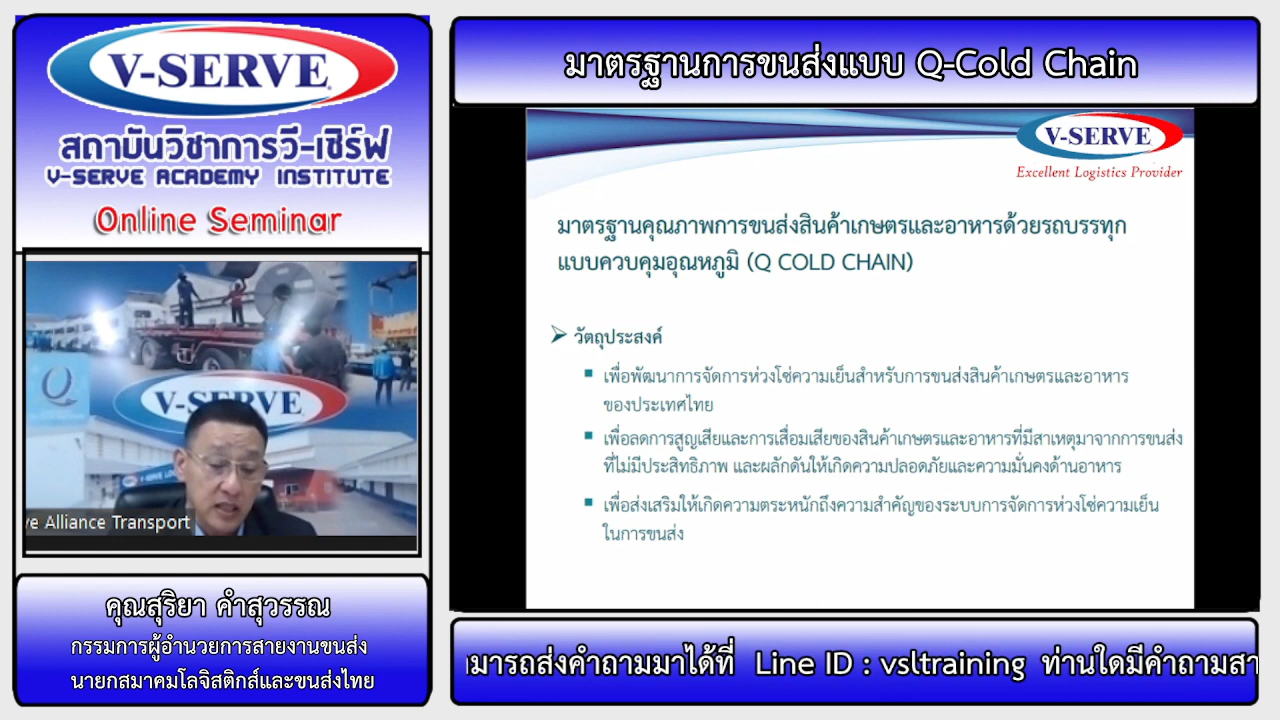 V-SERVE
สถาบันวิชาการวี-เซิร์ฟ
V-SERVE ACADEMY INSTITUTE
Online Seminar
Q
V-SERVE
ve Alliance Transport
คุณสุริยา คำสุวรรณ
กรรมการผู้อำนวยการสายงานขนส่ง
นายกสมาคมโลจิสติกส์และขนส่งไทย
มาตรฐานการขนส่งแบบ Q-Cold Chain
V-SERVE
Excellent Logistics Provider
มาตรฐานคุณภาพการขนส่งสินค้าเกษตรและอาหารด้วยรถบรรทุก
แบบควบคุมอุณหภูมิ (Q COLD CHAIN)
วัตถุประสงค์
เพื่อพัฒนาการจัดการห่วงโซ่ความเย็นสำหรับการขนส่งสินค้าเกษตรและอาหาร
ของประเทศไทย
เพื่อลดการสูญเสียและการเสื่อมเสียของสินค้าเกษตรและอาหารที่มีสาเหตุมาจากการขนส่ง
ที่ไม่มีประสิทธิภาพ และผลักดันให้เกิดความปลอดภัยและความมั่นคงด้านอาหาร
เพื่อส่งเสริมให้เกิดความตระหนักถึงความสำคัญของระบบการจัดการห่วงโซ่ความเย็น
ในการขนส่ง
มารถส่งคำถามมาได้ที่ Line ID : vsltraining ท่านใดมีคำถามสา